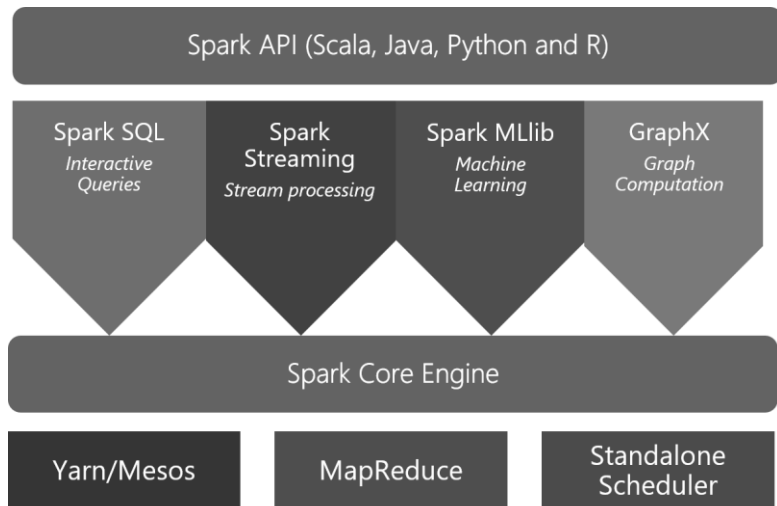 Spark API (Scala, Java, Python and R)
Spark SQL
Interactive
Queries
Spark
Streaming
Stream processing
Spark MLlib
Machine
Learning
GraphX
Graph
Computation
Spark Core Engine
Yarn/Mesos
MapReduce
Standalone
Scheduler